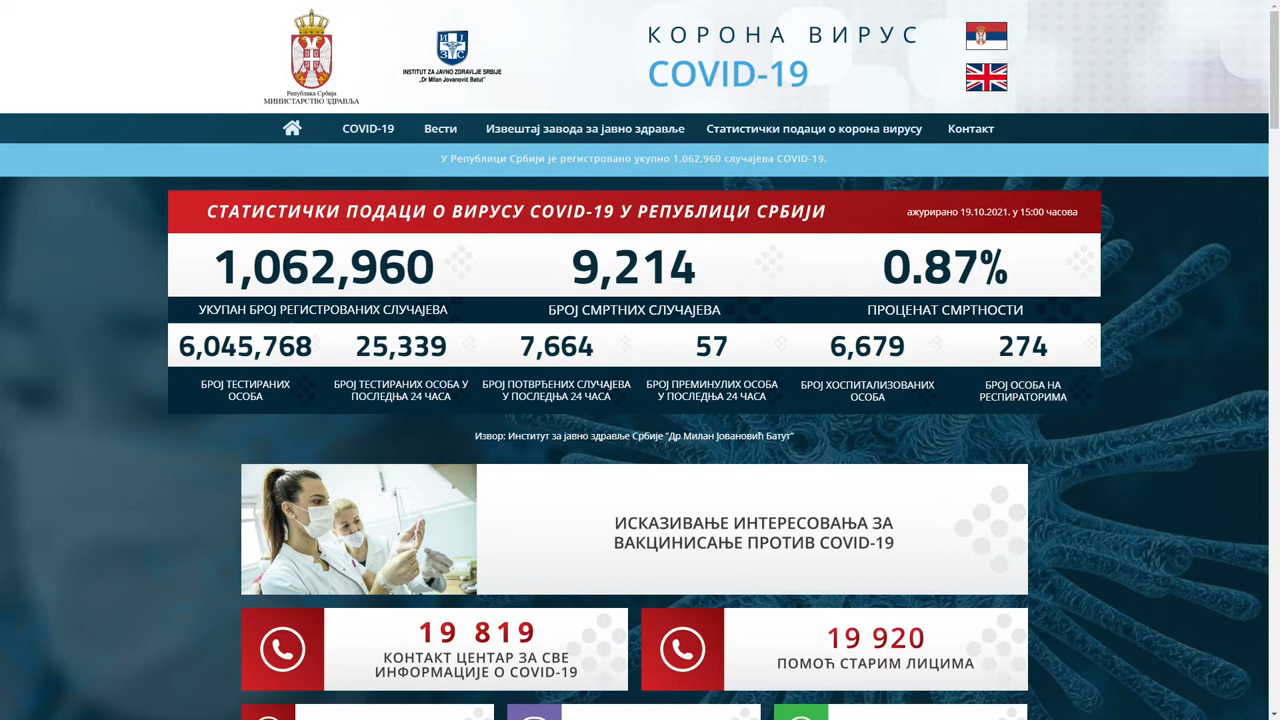 Република Србија
МИНИСТАРСТВО ЗДРАВЉА
ИЈЗС
INSTITUT ZA JAVNO ZDRAVLJE SRBIJE
„Dr Milan Jovanović Batut“
КОРОНА ВИРУС
COVID-19
COVID-19 Вести Извештај завода за јавно здравље Статистички подаци о корона вирусу Контакт
У Републици Србији је регистровано укупно 1,062,960 случајева COVID-19.
СТАТИСТИЧКИ ПОДАЦИ О ВИРУСУ COVID-19 У РЕПУБЛИЦИ СРБИЈИ
ажурирано 19.10.2021. у 15:00 часова
1,062,960 9,214 0.87%
УКУПАН БРОЈ РЕГИСТРОВАНИХ СЛУЧАЈЕВА БРОЈ СМРТНИХ СЛУЧАЈЕВА ПРОЦЕНАТ СМРТНОСТИ
6,045,768 25,339 7,664 57 6,679 274
БРОЈ ТЕСТИРАНИХ
ОСОБА
БРОЈ ТЕСТИРАНИХ ОСОБА У
ПОСЛЕДЊА 24 ЧАСА
БРОЈ ПОТВРЂЕНИХ СЛУЧАЈЕВА
У ПОСЛЕДЊА 24 ЧАСА
БРОЈ ПРЕМИНУЛИХ ОСОБА
У ПОСЛЕДЊА 24 ЧАСА
БРОЈ ХОСПИТАЛИЗОВАНИХ
ОСОБА
БРОЈ ОСОБА НА
РЕСПИРАТОРИМА
Извор: Институт за јавно здравље Србије "Др Милан Јовановић Батут"
ИСКАЗИВАЊЕ ИНТЕРЕСОВАЊА ЗА
ВАКЦИНИСАЊЕ ПРОТИВ COVID-19
19 819
КОНТАКТ ЦЕНТАР ЗА СВЕ
ИНФОРМАЦИЈЕ О COVID-19
19 920
ПОМОЋ СТАРИМ ЛИЦИМА